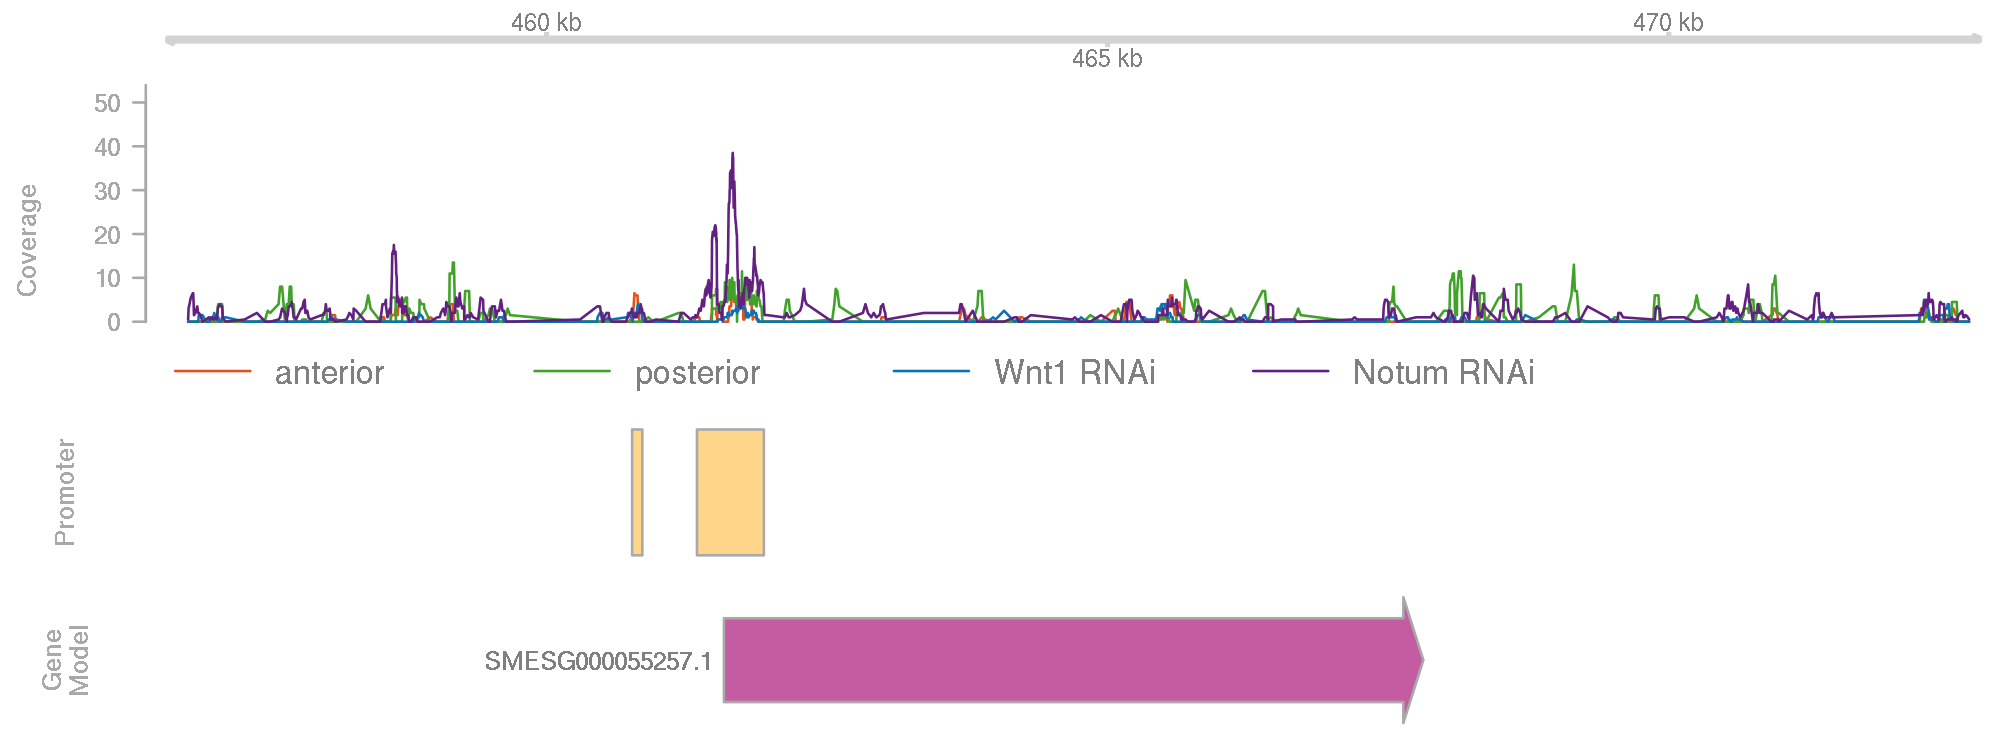 460 kb
470 kb
465 kb
Coverage
50
40
30
20
10
0
anterior posterior Wnt1 RNAi Notum RNAi
Promoter
Gene
Model
SMESG000055257.1